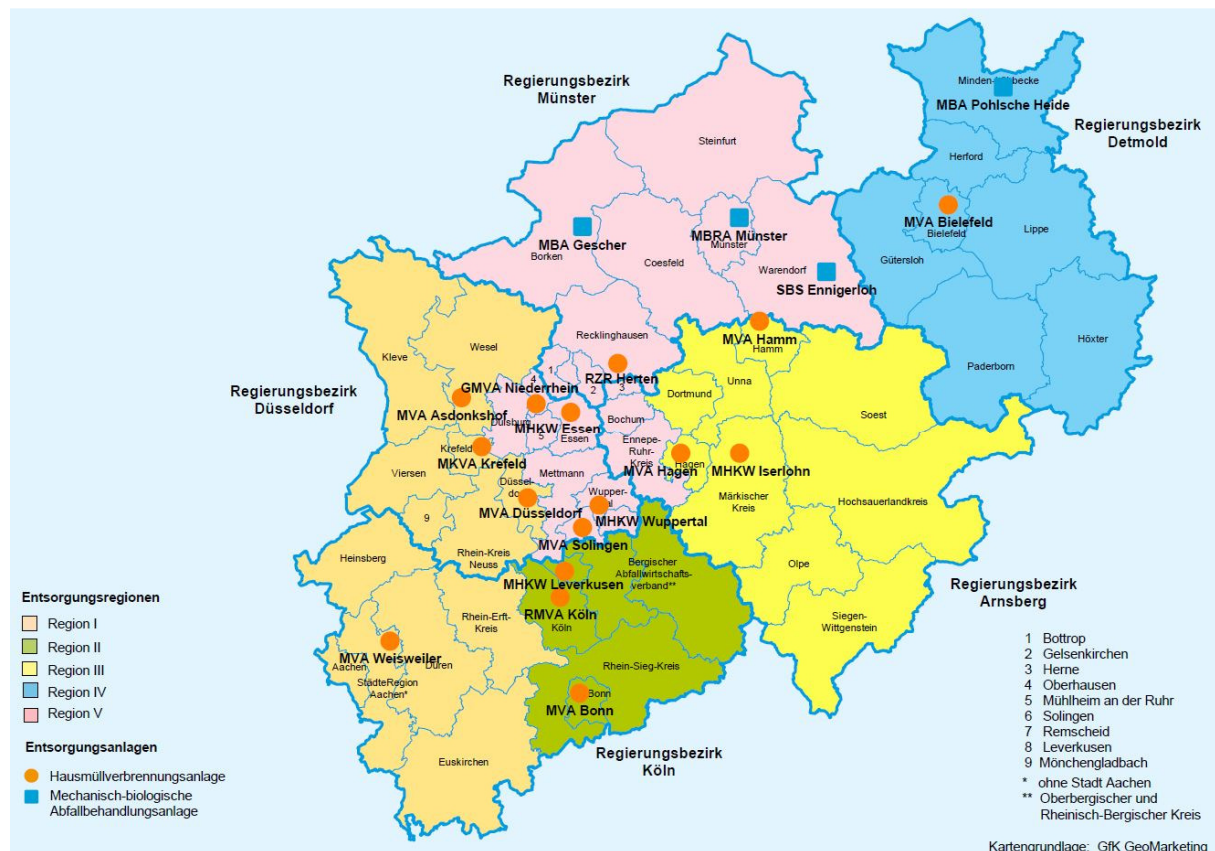 Regierungsbezirk
Münster
Minden-Lübbecke
MBA Pohlsche Heide
Regierungsbezirk
Detmold
Steinfurt
Herford
MVA Bielefeld
Bielefeld
Lippe
MBA Gescher
Borken
MBRA Münster
Münster
Coesfeld
Warendorf
SBS Ennigerloh
Gütersloh
Höxter
Paderborn
Recklinghausen
RZR Herten
MVA Hamm
Hamm
Kleve
Wesel
Regierungsbezirk
Düsseldorf
1
2
3
4
5
GMVA Niederrhein
MVA Asdonkshof
Duisburg
MHKW Essen
Essen
Bochum
Dortmund
Unna
Soest
Krefeld
MKVA Krefeld
Ennepe-
Ruhr-
Kreis
MVA Hagen
Hagen
MHKW Iserlohn
Märkischer
Kreis
Hochsauerlandkreis
Viersen
Mettmann
Düssel-
dorf
MVA Düsseldorf
Wupper-
tal
MHKW Wuppertal
9
MVA Solingen
Rhein-Kreis
Neuss
Heinsberg
Bergischer
Abfallwirtschafts-
verband**
MHKW Leverkusen
RMVA Köln
Köln
Olpe
Siegen-
Wittgenstein
Regierungsbezirk
Arnsberg
Rhein-Erft-
Kreis
Rhein-Sieg-Kreis
Aachen
MVA Weisweiler
Düren
StädteRegion
Aachen*
Bonn
MVA Bonn
Euskirchen
Regierungsbezirk
Köln
Entsorgungsregionen
Region I
Region II
Region III
Region IV
Region V
Entsorgungsanlagen
Hausmüllverbrennungsanlage
Mechanisch-biologische
Abfallbehandlungsanlage
1 Bottrop
2 Gelsenkirchen
3 Herne
4 Oberhausen
5 Mühlheim an der Ruhr
6 Solingen
7 Remscheid
8 Leverkusen
9 Mönchengladbach
* ohne Stadt Aachen
** Oberbergischer und
Rheinisch-Bergischer Kreis
Kartengrundlage: GfK GeoMarketing